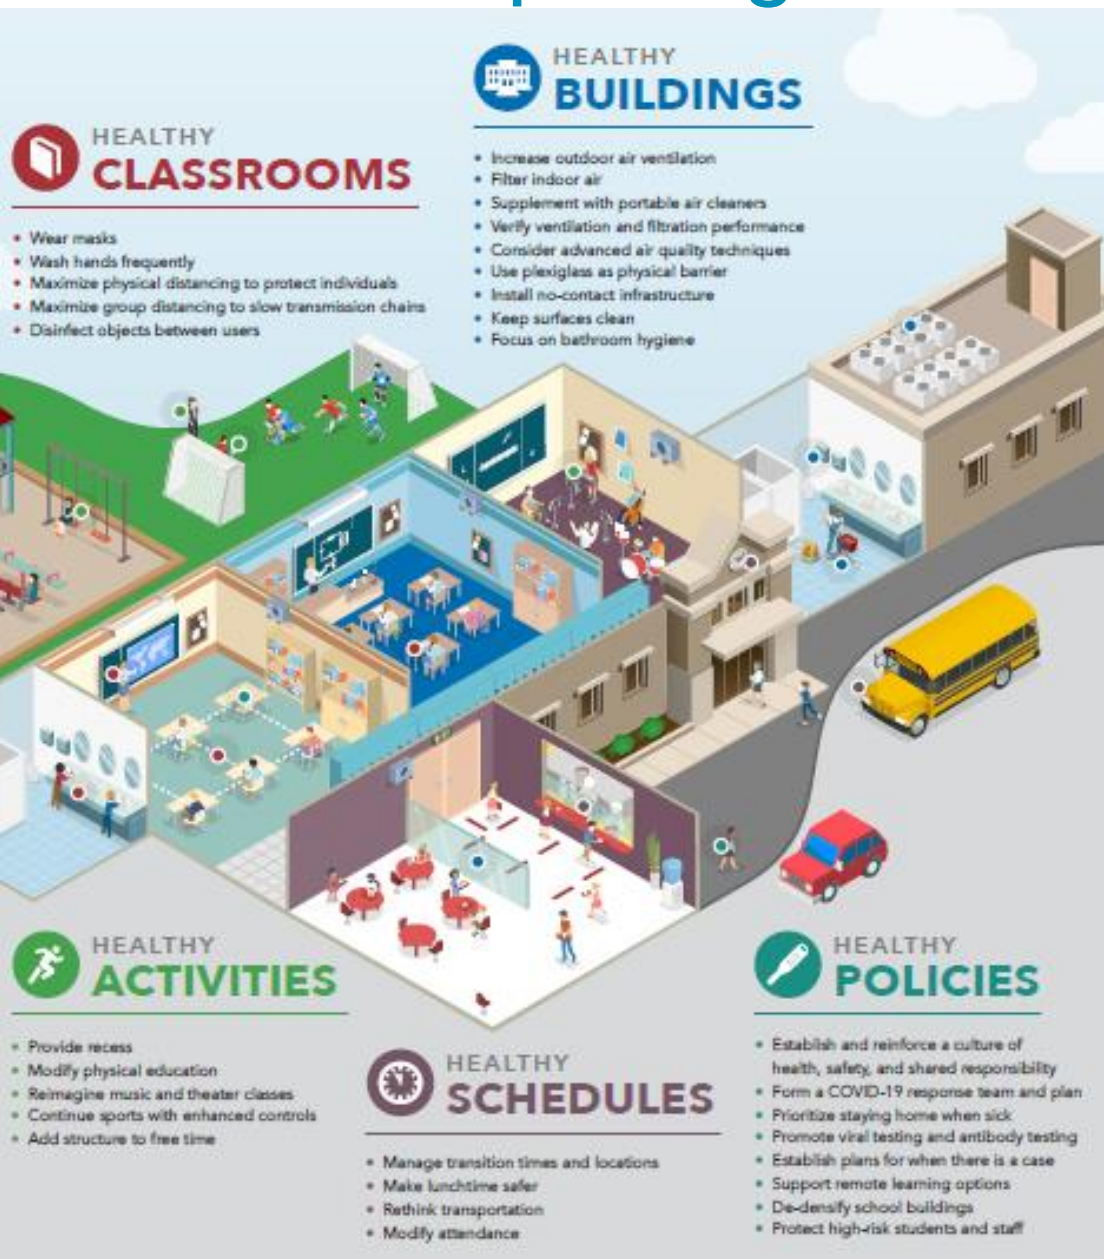 HEALTHY
BUILDINGS
• Increase outdoor air ventilation
• Filter indoor air
• Supplement with portable air cleaners
• Verify ventilation and filtration performance
• Consider advanced air quality techniques
• Use plexiglass as physical barrier
• Install no-contact infrastructure
• Keep surfaces clean
• Focus on bathroom hygiene
HEALTHY
CLASSROOMS
• Wear masks
• Wash hands frequently
• Maximize physical distancing to protect individuals
• Maximize group distancing to slow transmission chains
• Disinfect objects between users
HEALTHY
ACTIVITIES
• Provide recess
• Modify physical education
• Reimagine music and theater classes
• Continue sports with enhanced controls
• Add structure to free time
HEALTHY
SCHEDULES
• Manage transition times and locations
• Make lunchtime safer
• Rethink transportation
• Modify attendance
HEALTHY
POLICIES
• Establish and reinforce a culture of
health, safety, and shared responsibility
• Form a COVID-19 response team and plan
• Prioritize staying home when sick
• Promote viral testing and antibody testing
• Establish plans for when there is a case
• Support remote learning options
• De-densify school buildings
• Protect high-risk students and staff